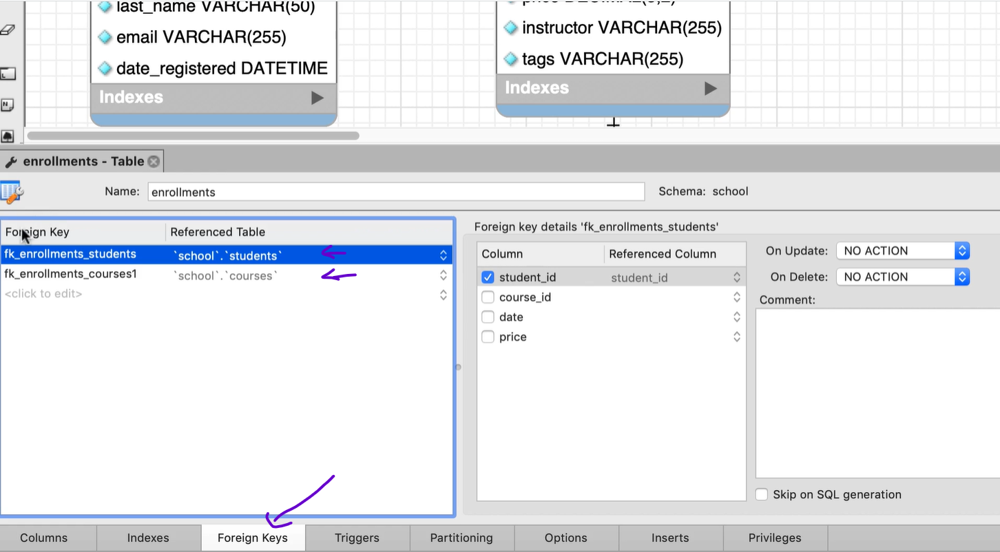 last_name VARCHAR(50)
email VARCHAR(255)
date_registered DATETIME
Indexes
instructor VARCHAR(255)
tags VARCHAR(255)
Indexes
enrollments - Table
Name: enrollments Schema: school
Foreign Key Referenced Table
fk_enrollments_students `school`.`students`
fk_enrollments_courses1 `school`.`courses`
<click to edit>
Foreign key details 'fk_enrollments_students'
Column Referenced Column
student_id student_id
course_id
date
price
On Update: NO ACTION
On Delete: NO ACTION
Comment:
Skip on SQL generation
Columns Indexes Foreign Keys Triggers Partitioning Options Inserts Privileges